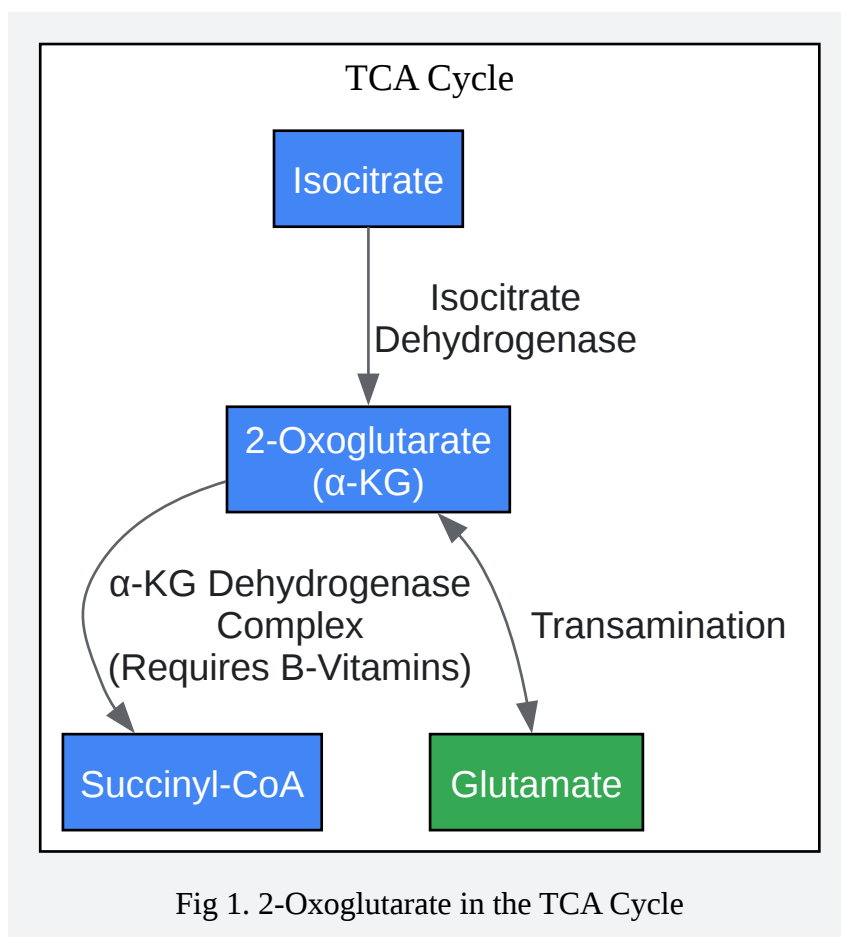 TCA Cycle
Isocitrate
Isocitrate
Dehydrogenase
2-Oxoglutarate
(α-KG)
α-KG Dehydrogenase
Complex
(Requires B-Vitamins)
Transamination
Succinyl-CoA
Glutamate
Fig 1. 2-Oxoglutarate in the TCA Cycle